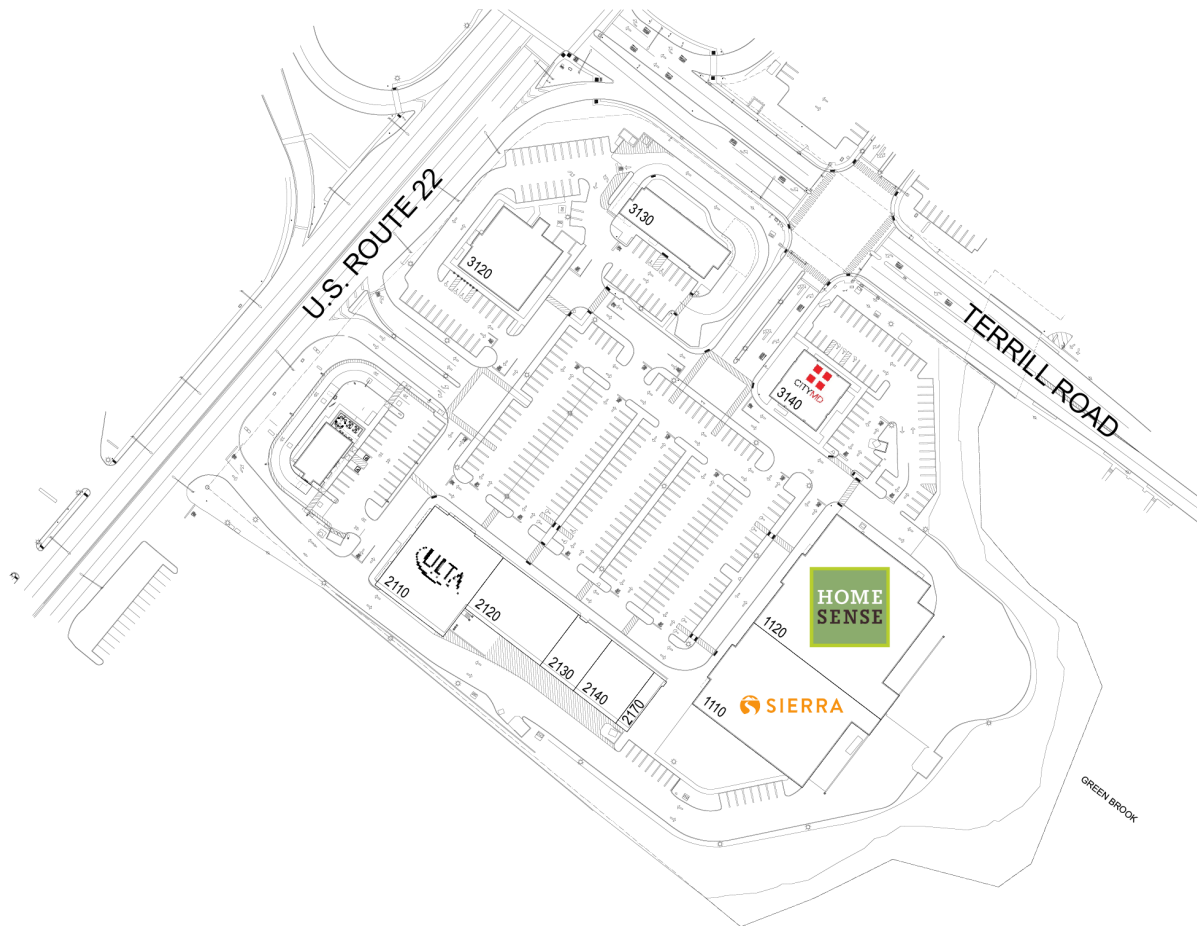 U.S. ROUTE 22
3130
3120
TERRILL ROAD
CITYMD
3140
ULTA
2110
2120
HOME
SENSE
1120
2130
2140
2170
1110
SIERRA
GREEN BROOK